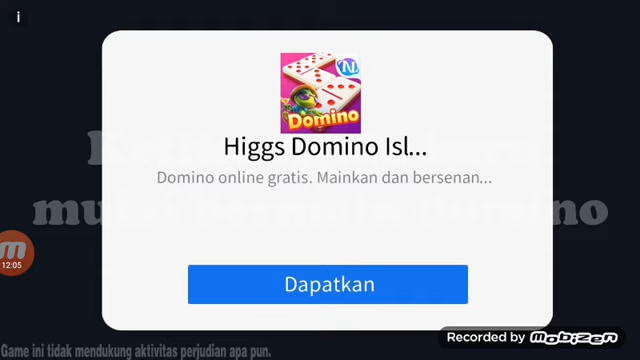 i
N
Domino
Higgs Domino Isl...
Domino online gratis. Mainkan dan bersenan...
domino
Dapatkan
12:05
Recorded by mobizen
Game ini tidak mendukung aktivitas perjudian apa pun.